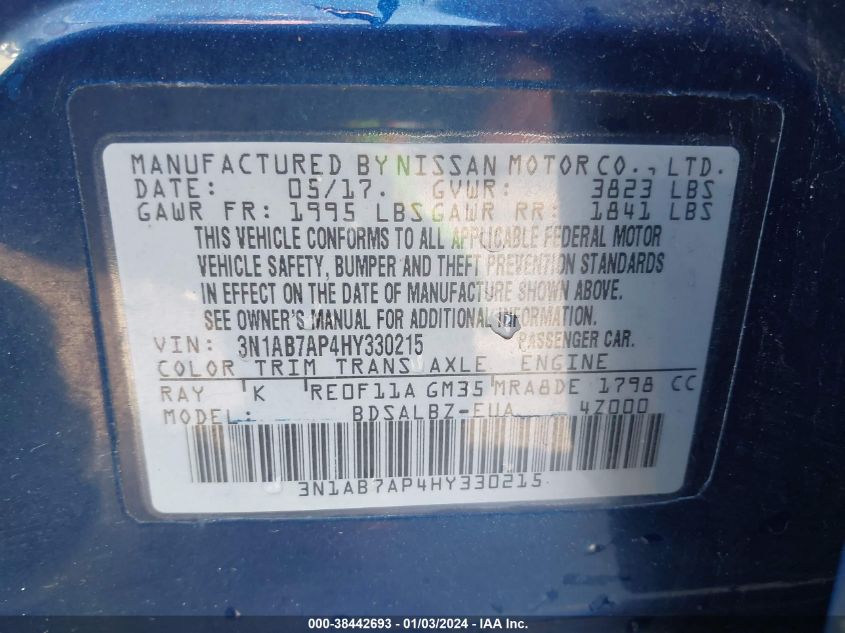 MANUFACTURED BY NISSAN MOTOR CO., LTD.
DATE: 05/17. GVWR: 3823 LBS
GAWR FR: 1995 LBS GAWR RR: 1841 LBS
THIS VEHICLE CONFORMS TO ALL APPLICABLE FEDERAL MOTOR
VEHICLE SAFETY, BUMPER AND THEFT PREVENTION STANDARDS
IN EFFECT ON THE DATE OF MANUFACTURE SHOWN ABOVE.
SEE OWNER'S MANUAL FOR ADDITIONAL INFORMATION.
VIN: 3N1AB7AP4HY330215 PASSENGER CAR.
COLOR TRIM TRANS AXLE ENGINE
RAY K RE0F11A GM35 MRA8DE 1798 CC
MODEL: BDSALBZ-EUA 4Z000
3N1AB7AP4HY330215
000-38442693 - 01/03/2024 - IAAI Inc.